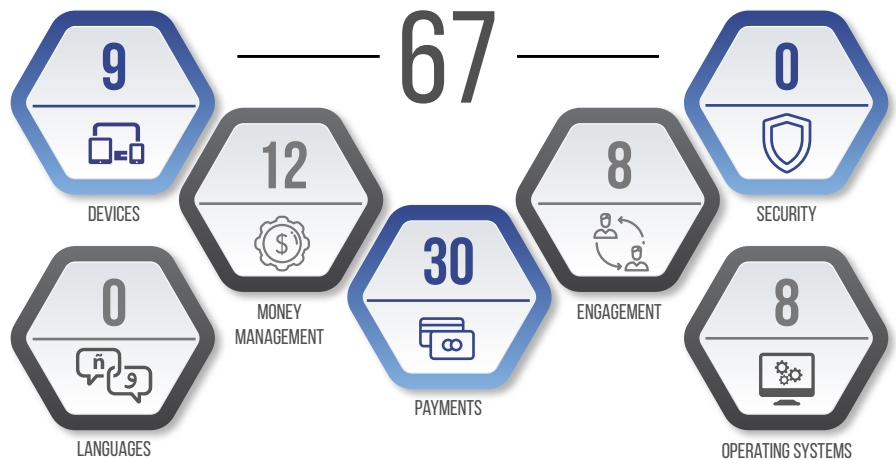 67
9
DEVICES
0
SECURITY
12
$
MONEY
MANAGEMENT
8
ENGAGEMENT
30
PAYMENTS
0
ñ
و
LANGUAGES
8
OPERATING SYSTEMS